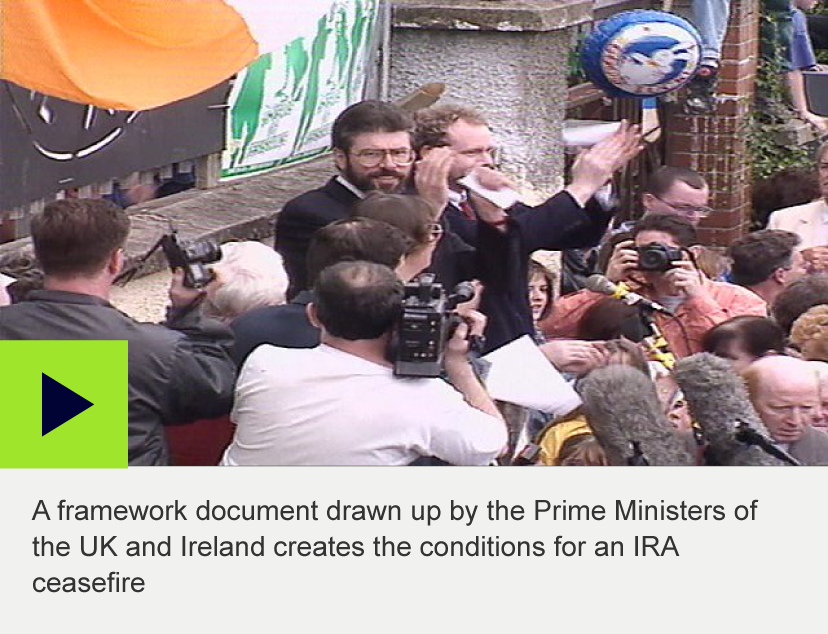 A framework document drawn up by the Prime Ministers of
the UK and Ireland creates the conditions for an IRA
ceasefire